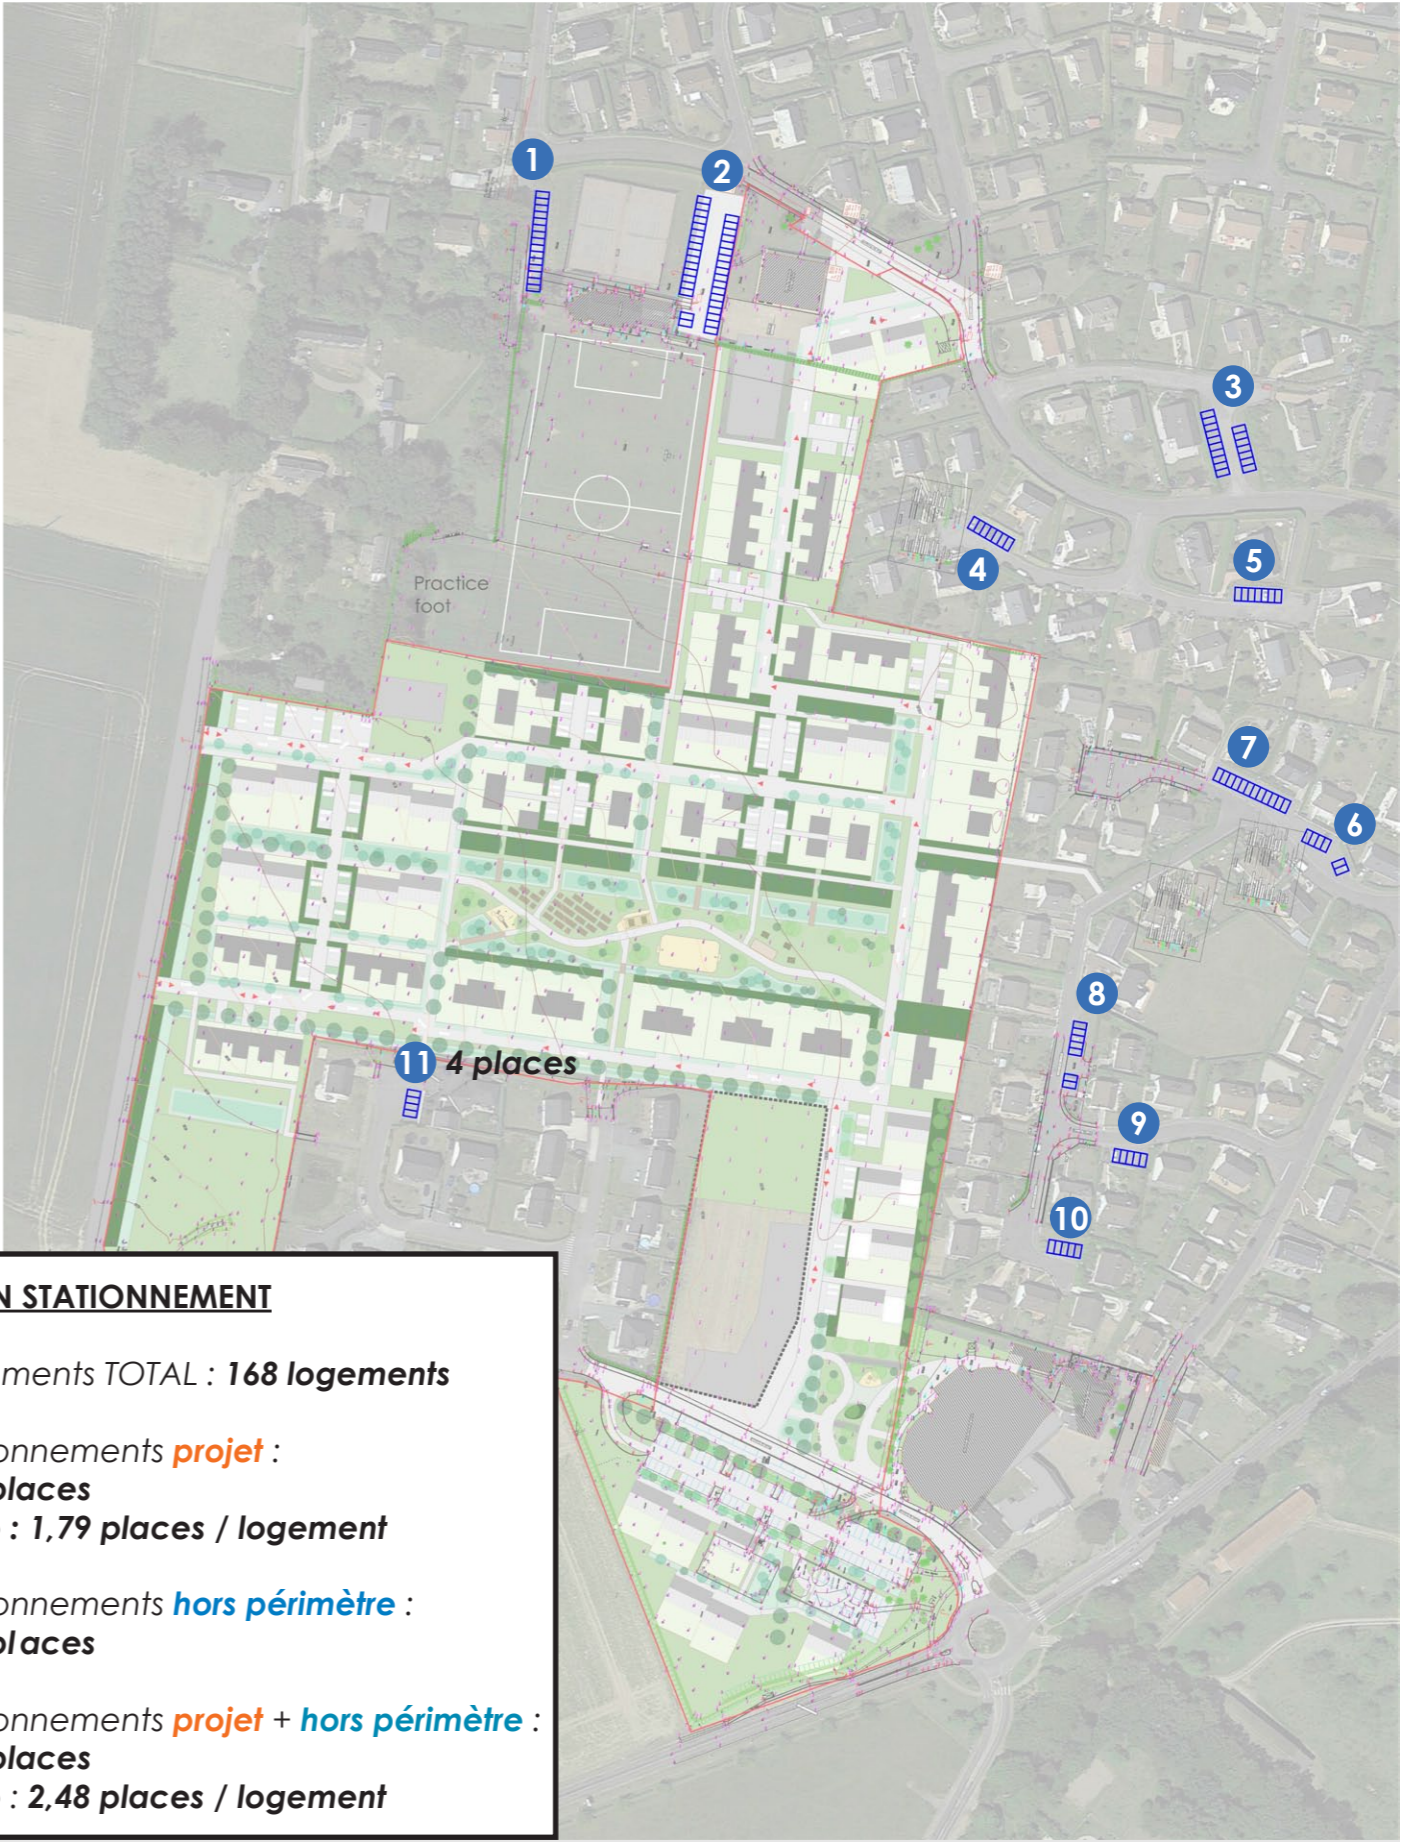 1
2
3
4
5
Practice
foot
7
6
8
11 4 places
9
10
N STATIONNEMENT
ments TOTAL : 168 logements
onnements projet :
places
: 1,79 places / logement
onnements hors périmètre :
places
onnements projet + hors périmètre :
places
: 2,48 places / logement